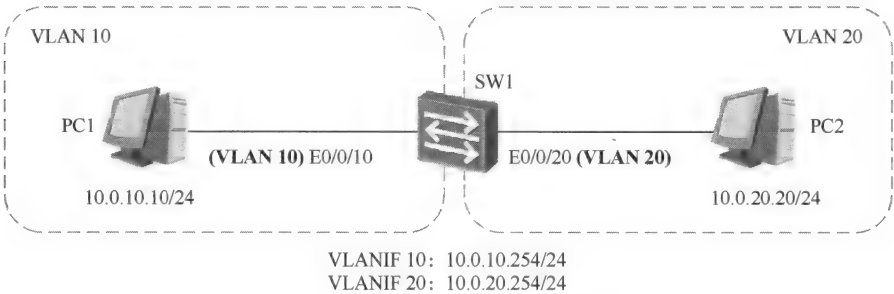 VLAN 10
VLAN 20
SW1
PC1
PC2
(VLAN 10) E0/0/10
E0/0/20 (VLAN 20)
10.0.10.10/24
10.0.20.20/24
VLANIF 10: 10.0.10.254/24
VLANIF 20: 10.0.20.254/24